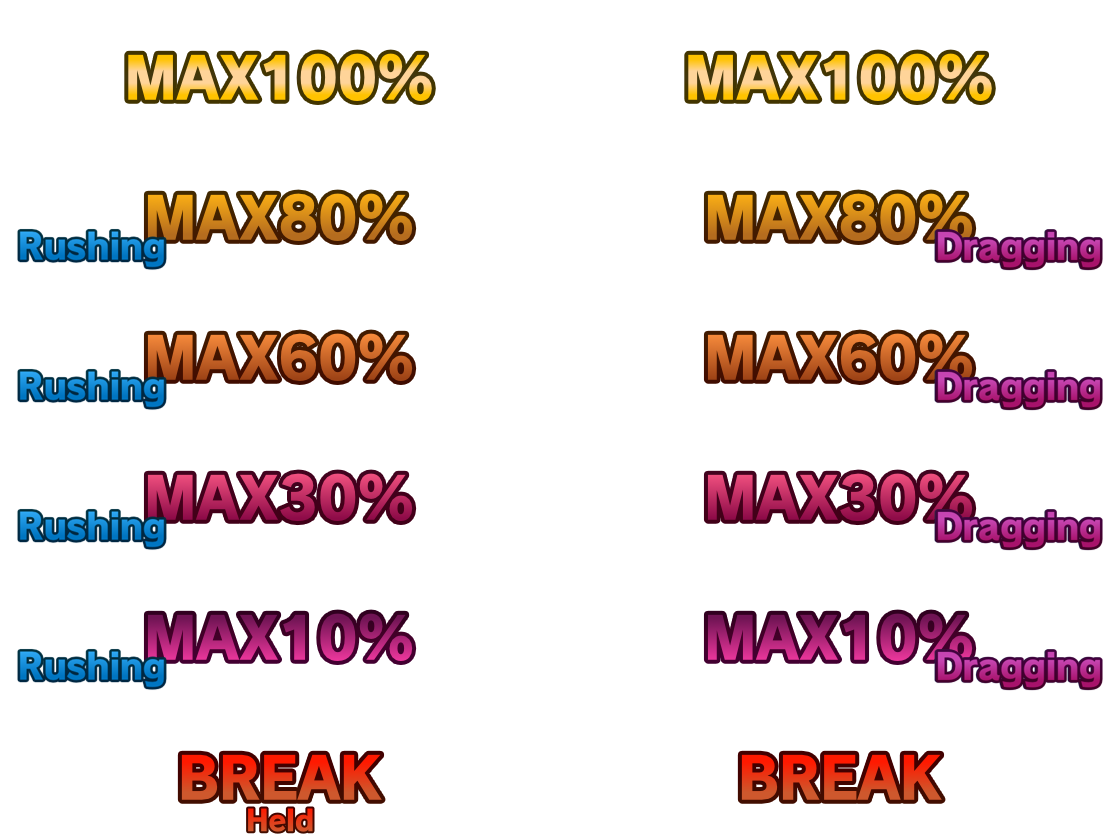 MAX100% MAX100%
MAX80% MAX80%
Rushing Dragging
MAX60% MAX60%
Rushing Dragging
MAX30% MAX30%
Rushing Dragging
MAX10% MAX10%
Rushing Dragging
BREAK BREAK
Held